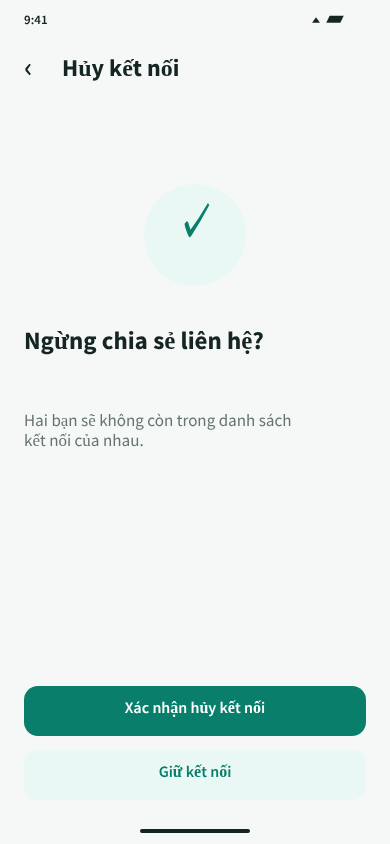 9:41
Hủy kết nối
Ngừng chia sẻ liên hệ?
Hai bạn sẽ không còn trong danh sách
kết nối của nhau.
Xác nhận hủy kết nối
Giữ kết nối